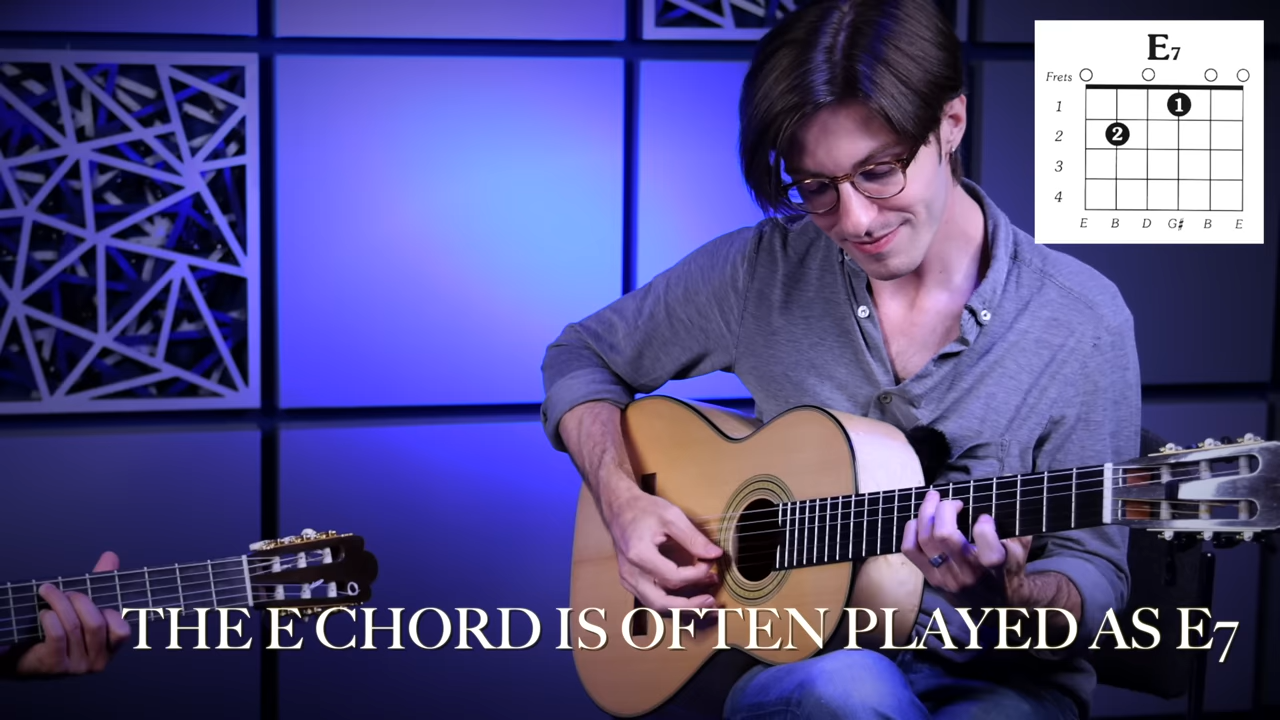 E7
Frets
1 1
2 2
3
4
E B D G♯ B E
THE E CHORD IS OFTEN PLAYED AS E7